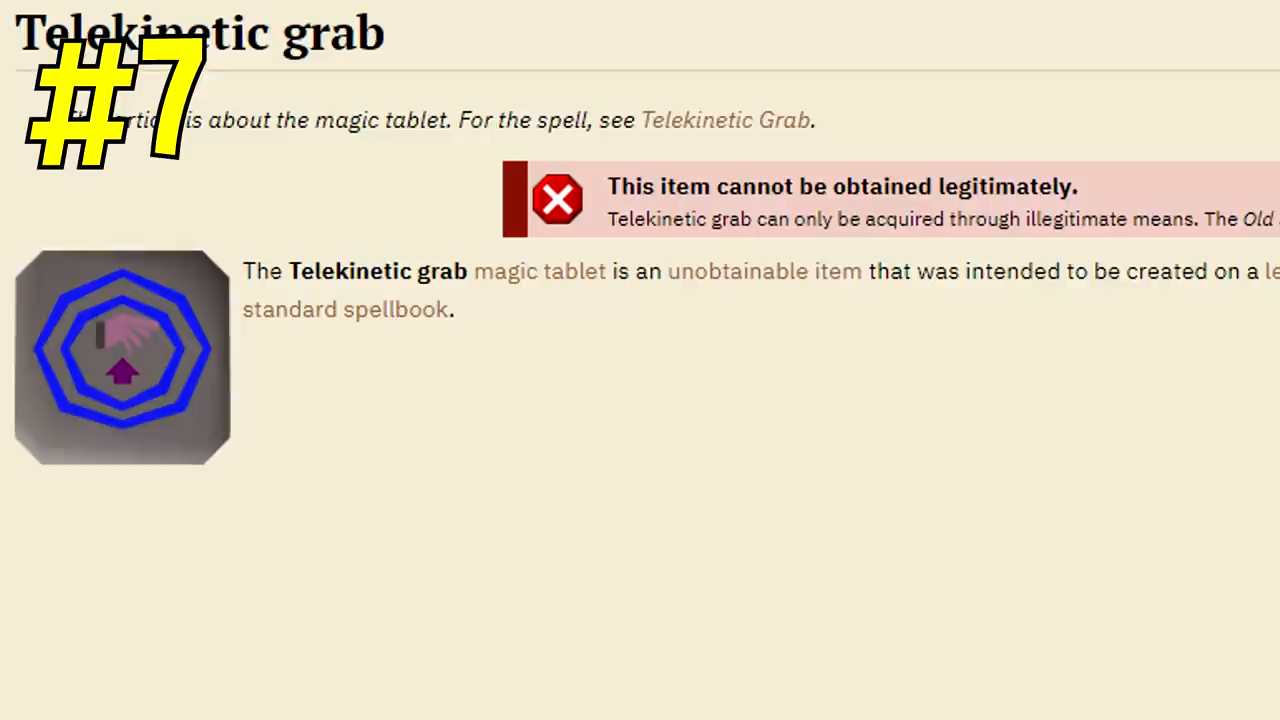 Telekinetic grab
#7
is about the magic tablet. For the spell, see Telekinetic Grab.
This item cannot be obtained legitimately.
Telekinetic grab can only be acquired through illegitimate means. The Old
The Telekinetic grab magic tablet is an unobtainable item that was intended to be created on a le
standard spellbook.